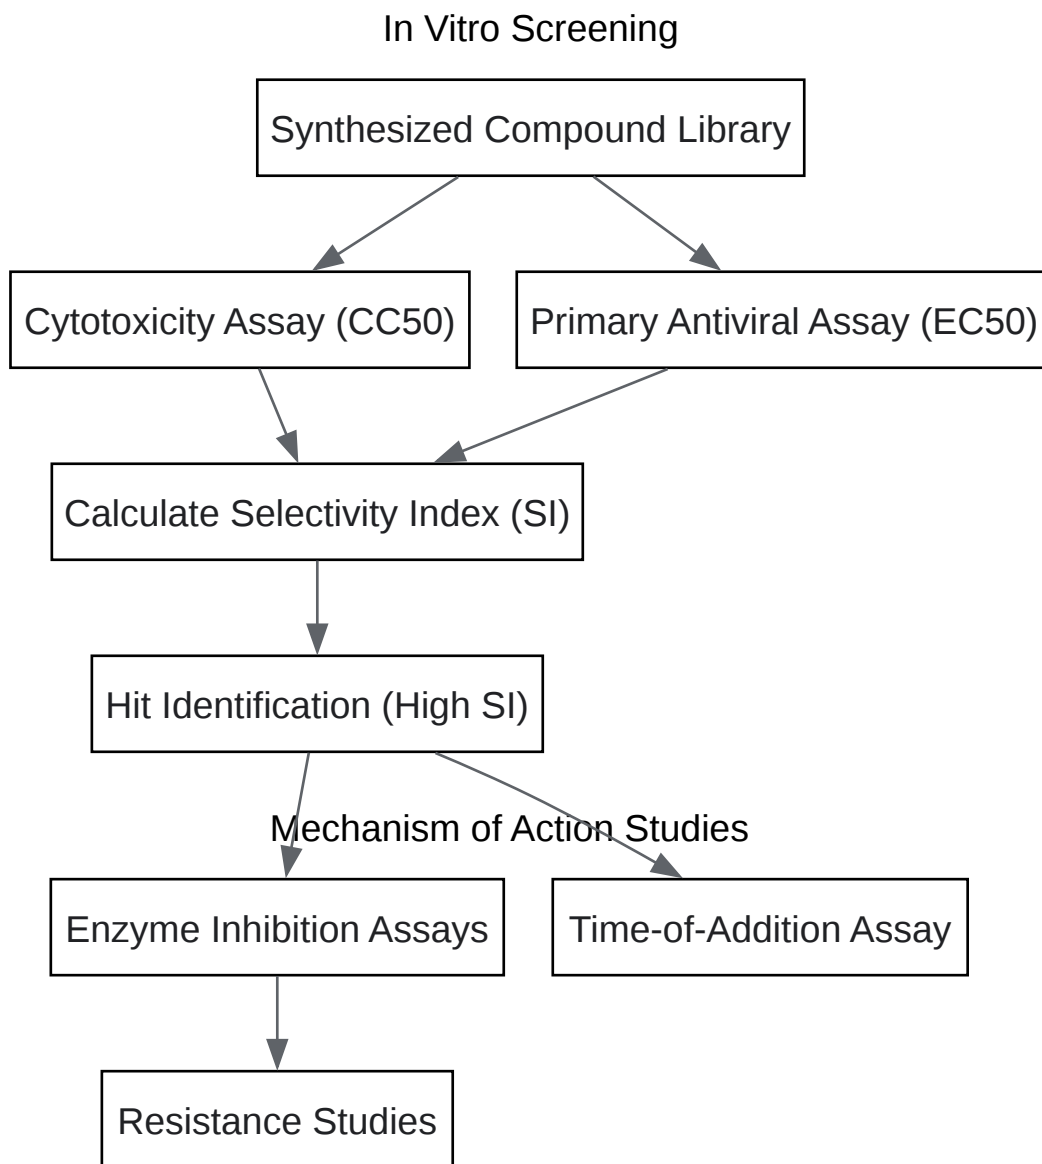 In Vitro Screening
Synthesized Compound Library
Cytotoxicity Assay (CC50)
Primary Antiviral Assay (EC50)
Calculate Selectivity Index (SI)
Hit Identification (High SI)
Mechanism of Action Studies
Enzyme Inhibition Assays
Time-of-Addition Assay
Resistance Studies